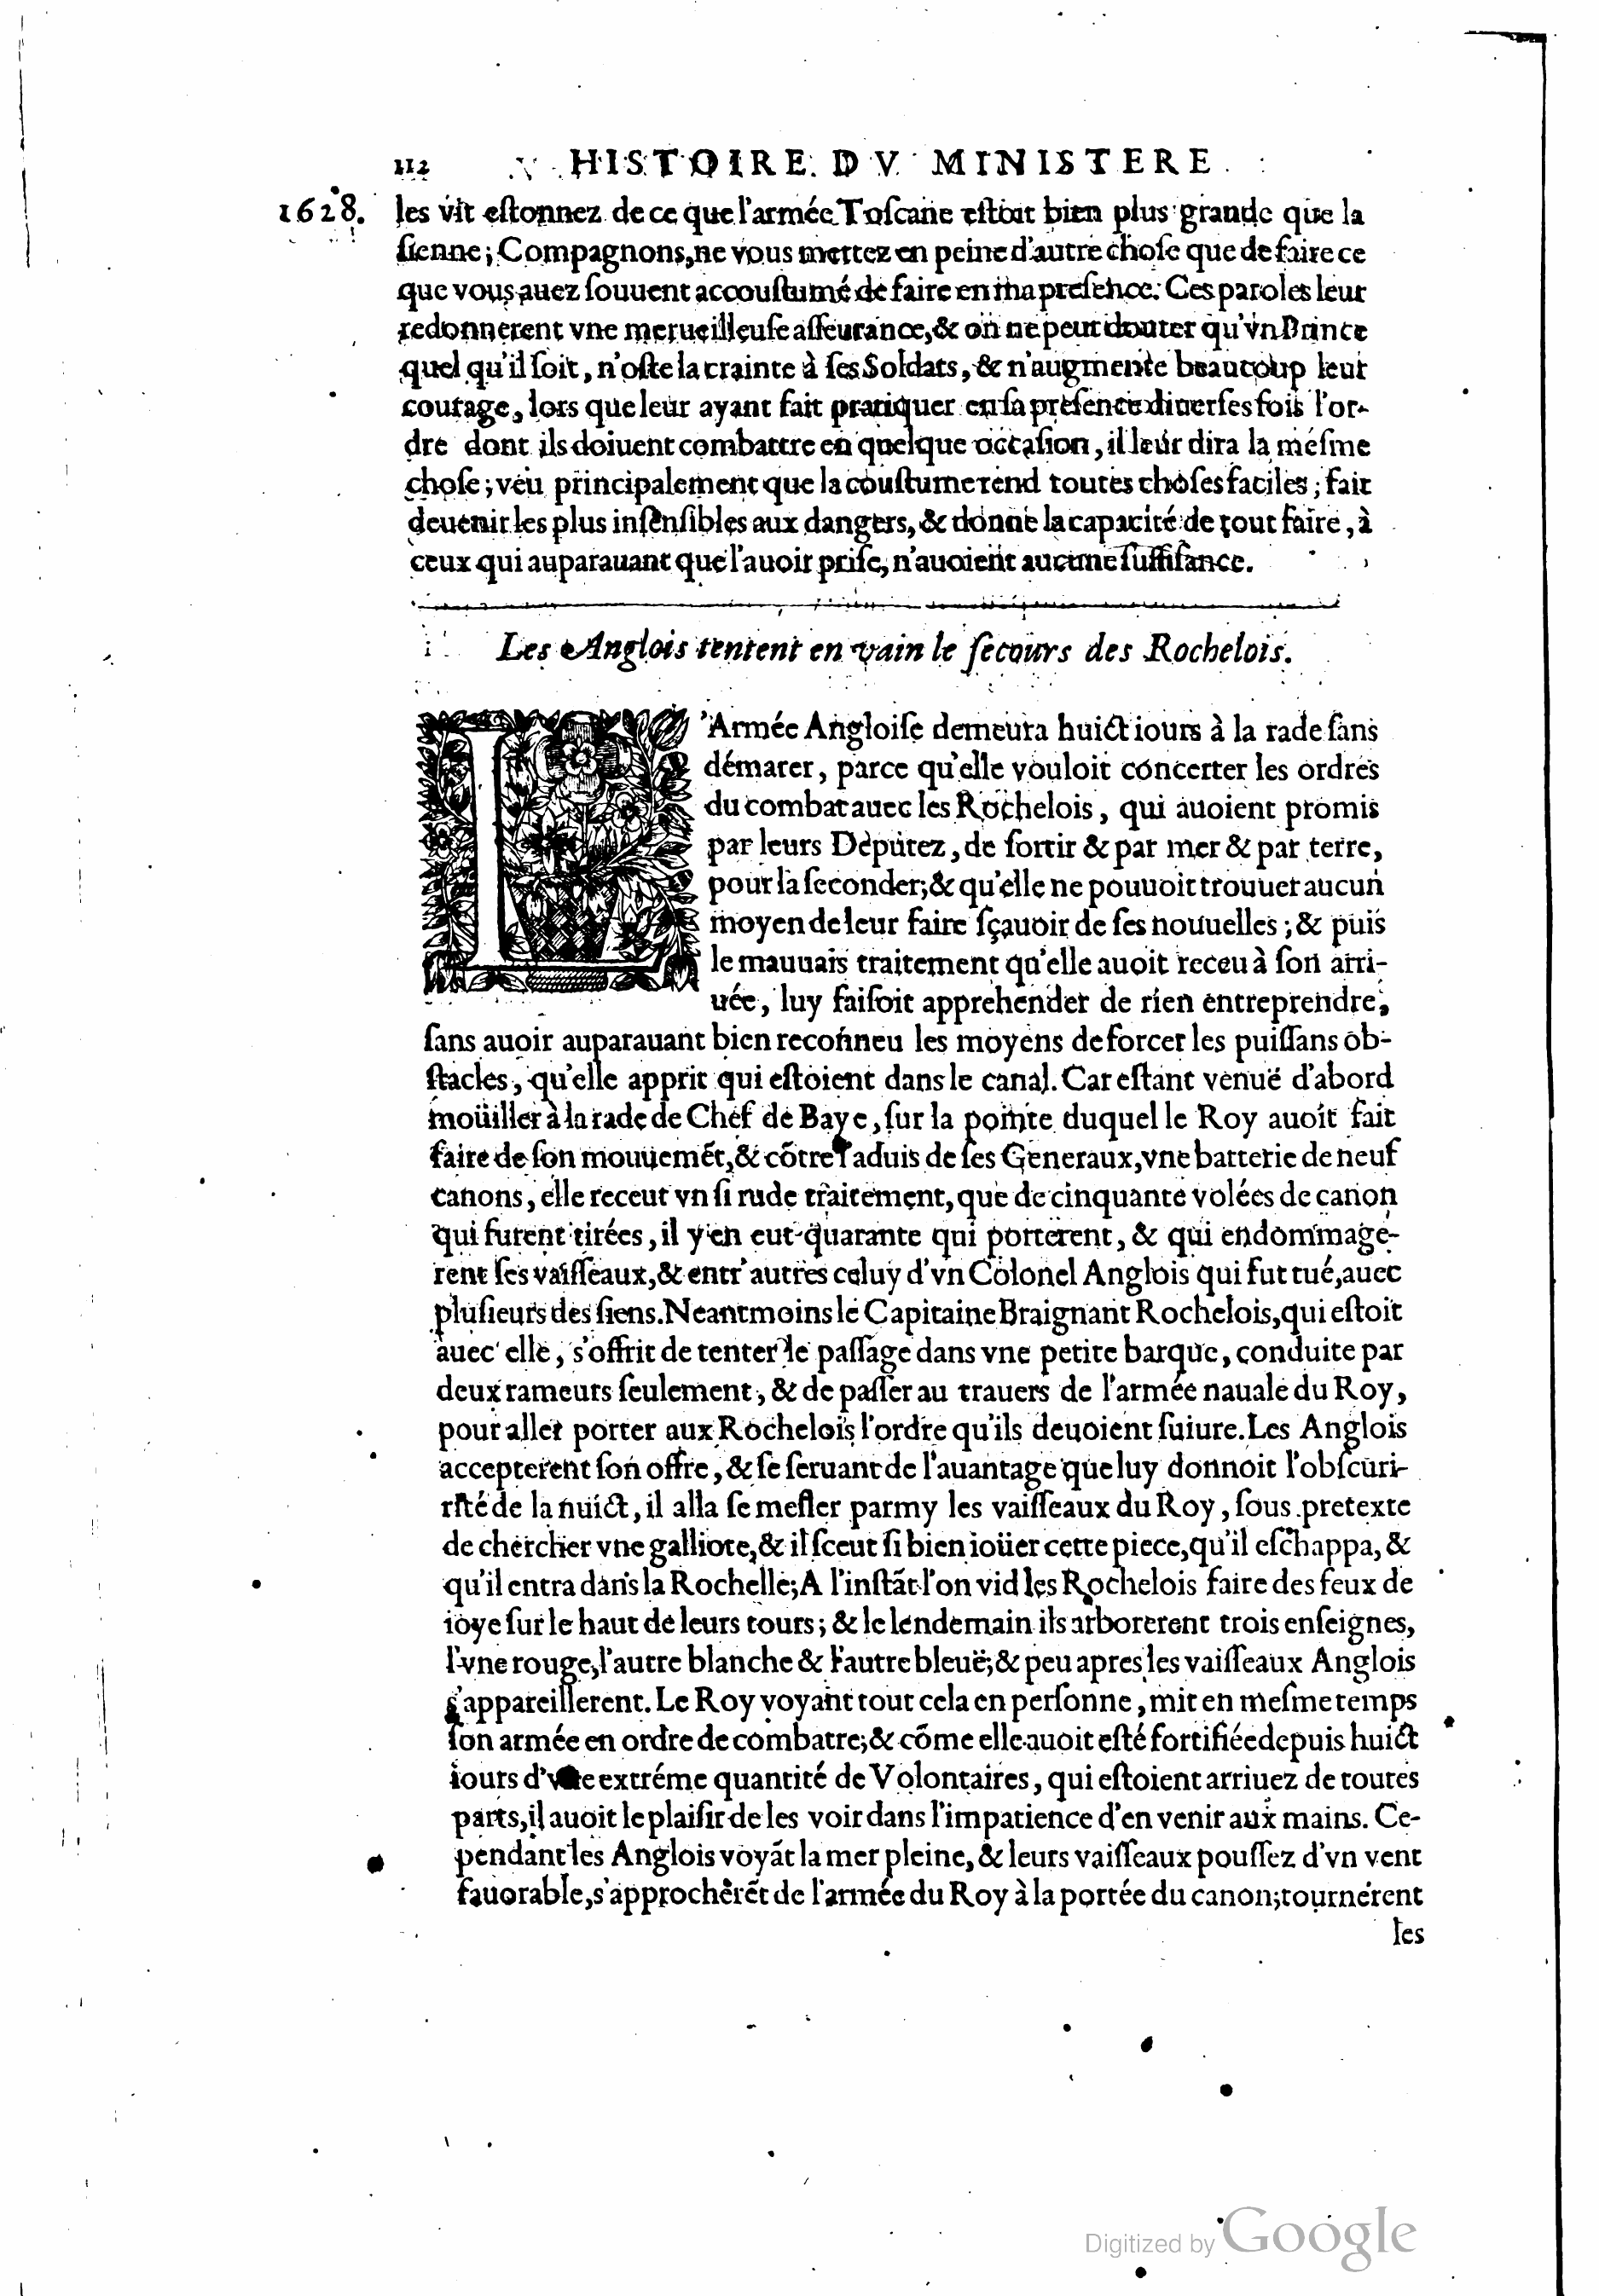 112 HISTOIRE DV MINISTERE
1628. les vit estonnez de ce que l'armée Toscane estoit bien plus grande que la
sienne; Compagnons, ne vous mettez en peine d'autre chose que de faire ce
que vous auez souuent accoustumé de faire en ma presence. Ces paroles leur
redonnerent vne merueilleuse asseurance, & on ne peut douter qu'vn Prince
quel qu'il soit, n'oste la crainte à ses Soldats, & n'augmente beaucoup leur
courage, lors que leur ayant fait pratiquer en sa presence diuerses fois l'or-
dre dont ils doiuent combattre en quelque occasion, il leur dira la mésme
chose; veu principalement que la coustume rend toutes choses faciles; fait
deuenir les plus insensibles aux dangers, & donne la capacité de tout faire, à
ceux qui auparauant que l'auoir prise, n'auoient aucune suffisance.
Les Anglois tentent en vain le secours des Rochelois.
L'Armée Angloise demeura huict iours à la rade sans
démarer, parce qu'elle vouloit concerter les ordres
du combat auec les Rochelois, qui auoient promis
par leurs Députez, de sortir & par mer & par terre,
pour la seconder; & qu'elle ne pouuoit trouuer aucun
moyen de leur faire sçauoir de ses nouuelles; & puis
le mauuais traitement qu'elle auoit receu à son arri-
uée, luy faisoit apprehender de rien entreprendre,
sans auoir auparauant bien reconneu les moyens de forcer les puissans ob-
stacles, qu'elle apprit qui estoient dans le canal. Car estant venuë d'abord
moüiller à la rade de Chef de Baye, sur la pointe duquel le Roy auoit fait
faire de son mouuemẽt, & cõtre l'aduis de ses Generaux, vne batterie de neuf
canons, elle receut vn si rude traitement, que de cinquante volées de canon
qui furent tirées, il y en eut quarante qui porterent, & qui endommage-
rent ses vaisseaux, & entr'autres celuy d'vn Colonel Anglois qui fut tué, auec
plusieurs des siens. Neantmoins le Capitaine Braignant Rochelois, qui estoit
auec elle, s'offrit de tenter le passage dans vne petite barque, conduite par
deux rameurs seulement, & de passer au trauers de l'armée nauale du Roy,
pour aller porter aux Rochelois l'ordre qu'ils deuoient suiure. Les Anglois
accepterent son offre, & se seruant de l'auantage que luy donnoit l'obscuri-
rité de la nuict, il alla se mesler parmy les vaisseaux du Roy, sous pretexte
de chercher vne galliote, & il sceut si bien ioüer cette piece, qu'il eschappa, &
qu'il entra dans la Rochelle; A l'instãt l'on vid les Rochelois faire des feux de
ioye sur le haut de leurs tours; & le lendemain ils arborerent trois enseignes,
l'vne rouge, l'autre blanche & l'autre bleuë; & peu apres les vaisseaux Anglois
s'appareillerent. Le Roy voyant tout cela en personne, mit en mesme temps
son armée en ordre de combatre; & cõme elle auoit esté fortifiée depuis huict
iours d'vne extréme quantité de Volontaires, qui estoient arriuez de toutes
parts, il auoit le plaisir de les voir dans l'impatience d'en venir aux mains. Ce-
pendant les Anglois voyãt la mer pleine, & leurs vaisseaux poussez d'vn vent
fauorable, s'approchèrẽt de l'armée du Roy à la portée du canon; tournérent
les
Digitized by Google